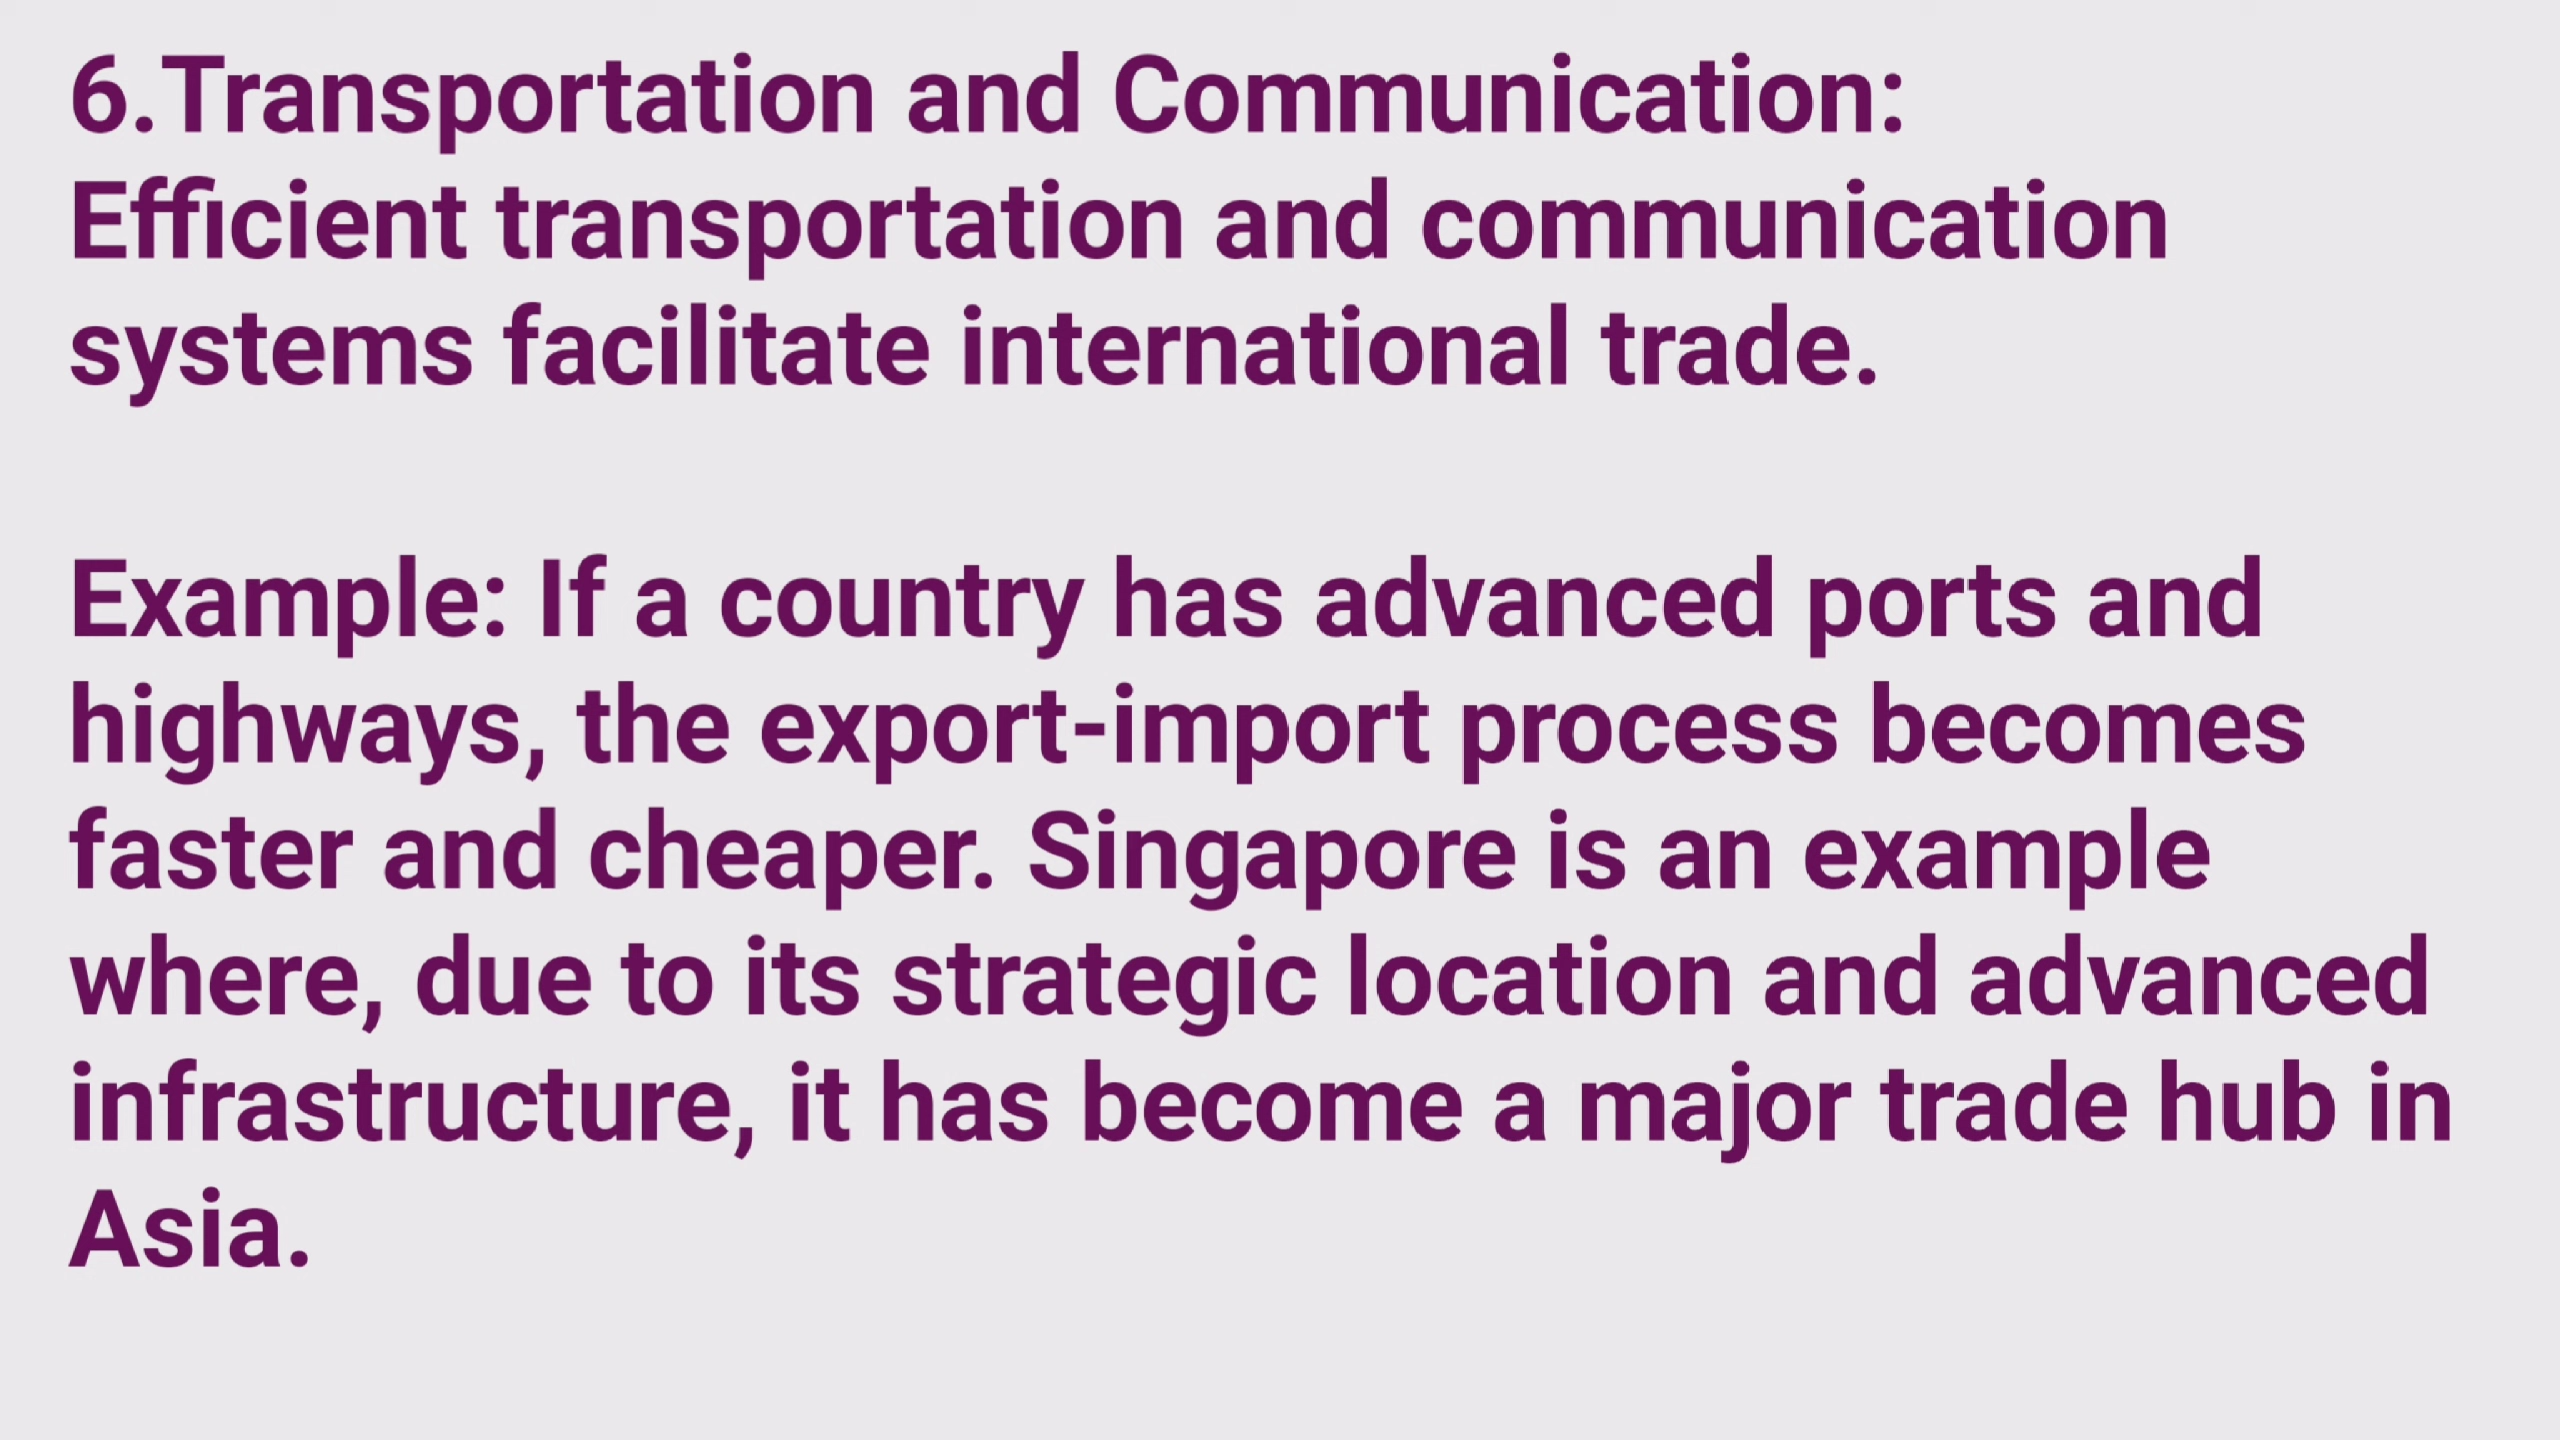 6.Transportation and Communication:
Efficient transportation and communication
systems facilitate international trade.
Example: If a country has advanced ports and
highways, the export-import process becomes
faster and cheaper. Singapore is an example
where, due to its strategic location and advanced
infrastructure, it has become a major trade hub in
Asia.